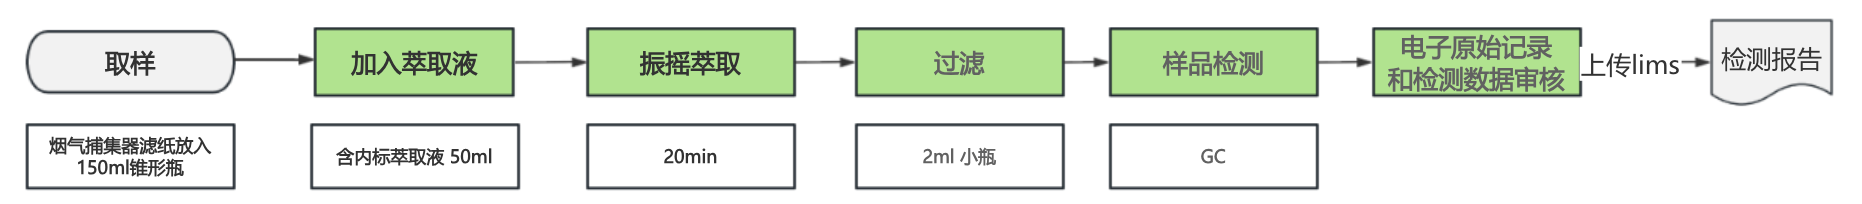 取样
加入萃取液
振摇萃取
过滤
样品检测
电子原始记录
和检测数据审核
上传lims
检测报告
烟气捕集器滤纸放入
150ml锥形瓶
含内标萃取液 50ml
20min
2ml 小瓶
GC